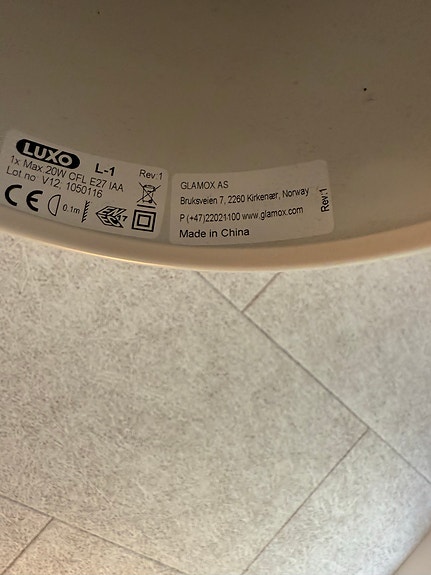 LUXO L-1 Rev:1
1x Max.20W CFL E27 IAA
Lot no: V12, 1050116
CE 0.1m
GLAMOX AS
Bruksveien 7, 2260 Kirkenær, Norway
P (+47)22021100 www.glamox.com
Made in China
Rev:1